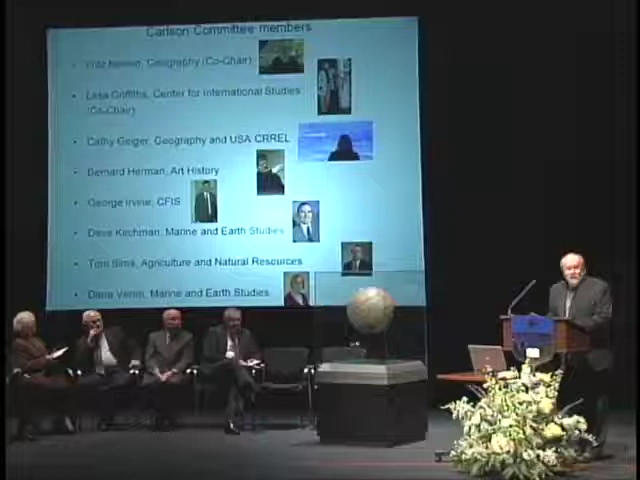 Carlson Committee members
Fritz Nelson, Geography (Co-Chair)
Lesa Griffiths, Center for International Studies
(Co-Chair)
Cathy Geiger, Geography and USA CRREL
Bernard Herman, Art History
George Irvine, CFIS
Dave Kirchman, Marine and Earth Studies
Tom Sims, Agriculture and Natural Resources
Dana Veron, Marine and Earth Studies